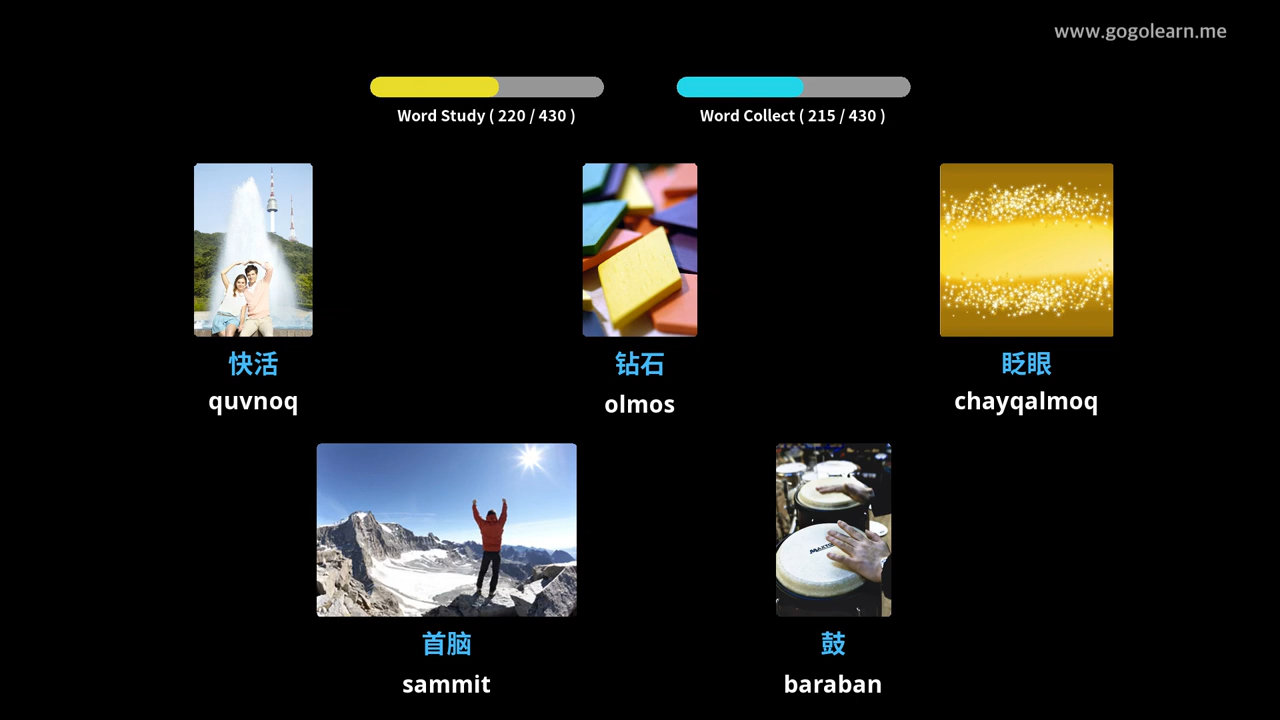 www.gogolearn.me
Word Study ( 220 / 430 )
Word Collect ( 215 / 430 )
快活
quvnoq
钻石
olmos
眨眼
chayqalmoq
首脑
sammit
鼓
baraban